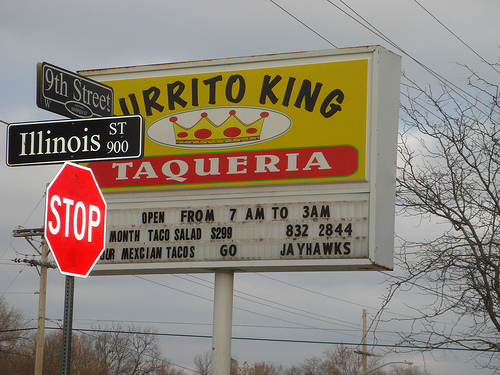 9th Street
W
Illinois ST 900
STOP
URRITO KING
TAQUERIA
OPEN FROM 7 AM TO 3AM
MONTH TACO SALAD $299 832 2844
UR MEXCIAN TACOS GO JAYHAWKS